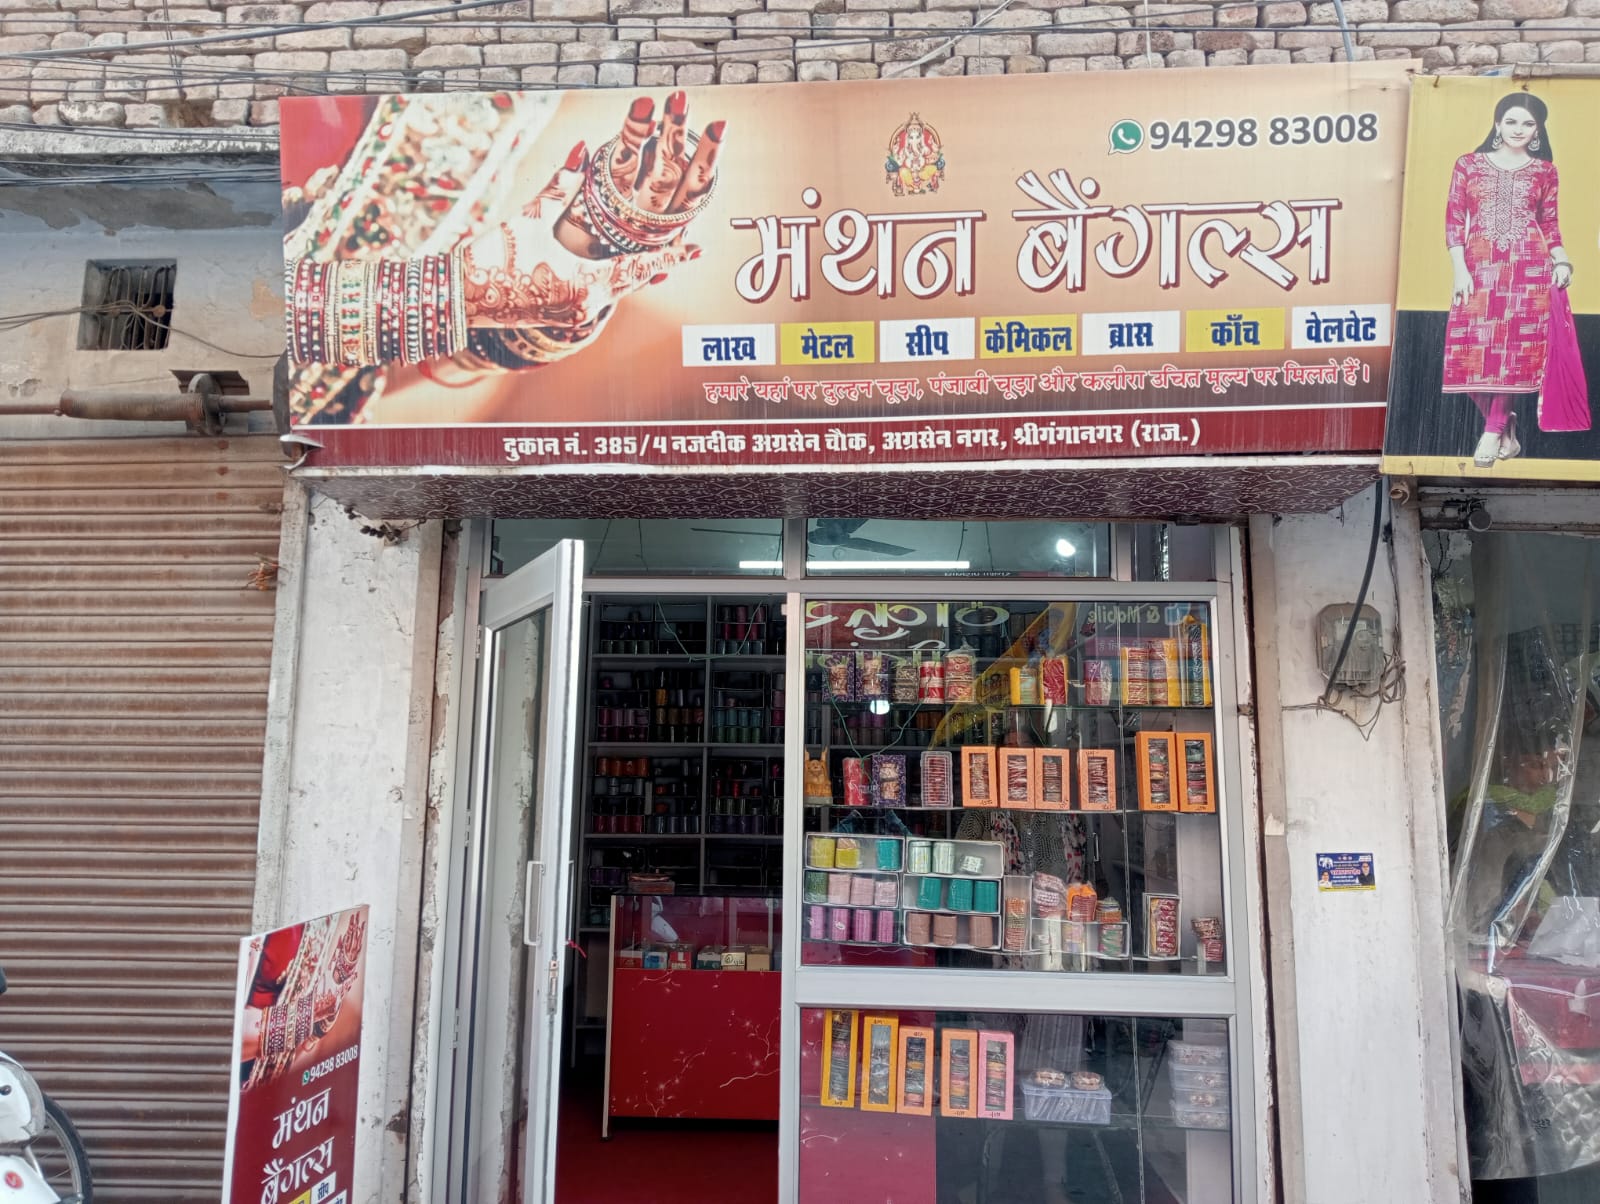 94298 83008
मंथन बैंगल्स
लाख मेटल सीप केमिकल ब्रास काँच वेलवेट
हमारे यहां पर दुल्हन चूड़ा, पंजाबी चूड़ा और कलीरा उचित मूल्य पर मिलते हैं।
दुकान नं. 385/4 नजदीक अग्रसेन चौक, अग्रसेन नगर, श्रीगंगानगर (राज.)
94298 83008
मंथन
बैंगल्स
सीप